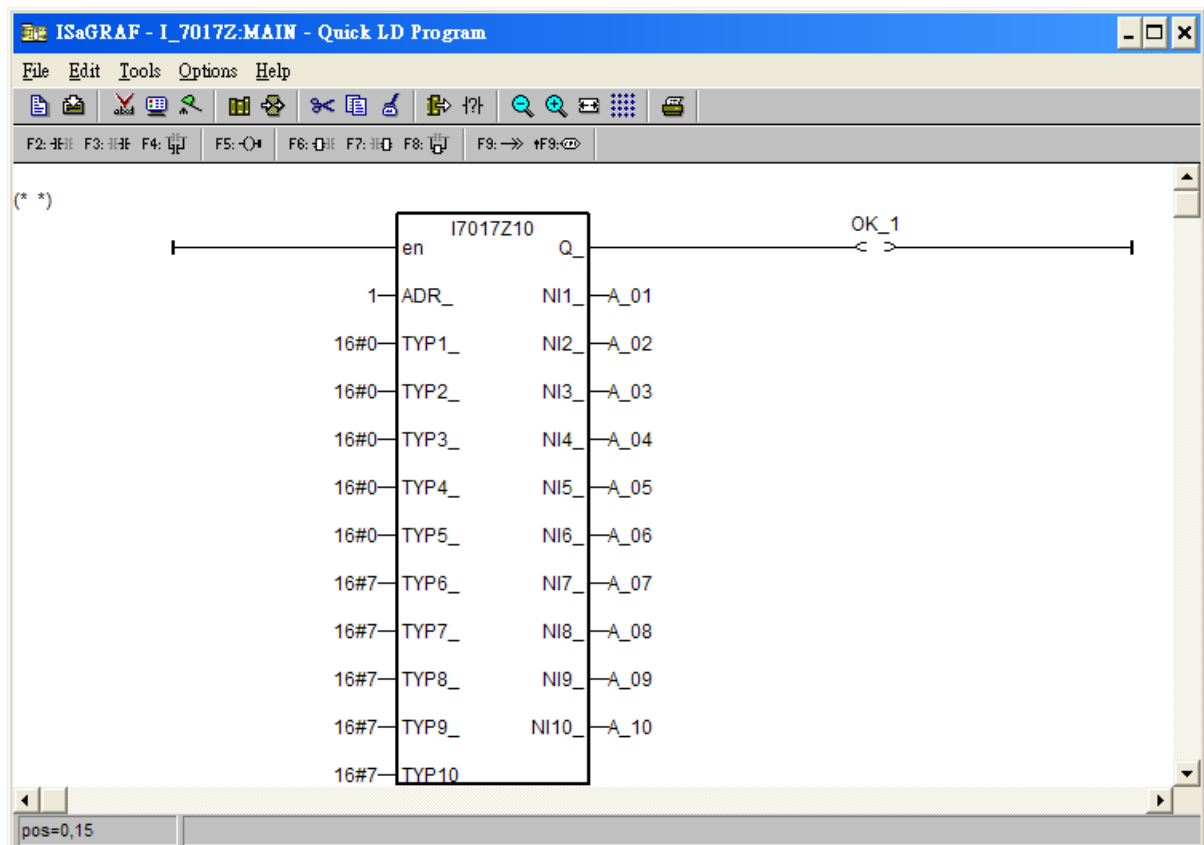 ISaGRAF - I_7017Z:MAIN - Quick LD Program
File Edit Tools Options Help
F2: F3: F4: F5: F6: F7: F8: F9: F9:
(* *)
I7017Z10 OK_1
en Q_
1 ADR_ NI1_ A_01
16#0 TYP1_ NI2_ A_02
16#0 TYP2_ NI3_ A_03
16#0 TYP3_ NI4_ A_04
16#0 TYP4_ NI5_ A_05
16#0 TYP5_ NI6_ A_06
16#7 TYP6_ NI7_ A_07
16#7 TYP7_ NI8_ A_08
16#7 TYP8_ NI9_ A_09
16#7 TYP9_ NI10_ A_10
16#7 TYP10
pos=0,15